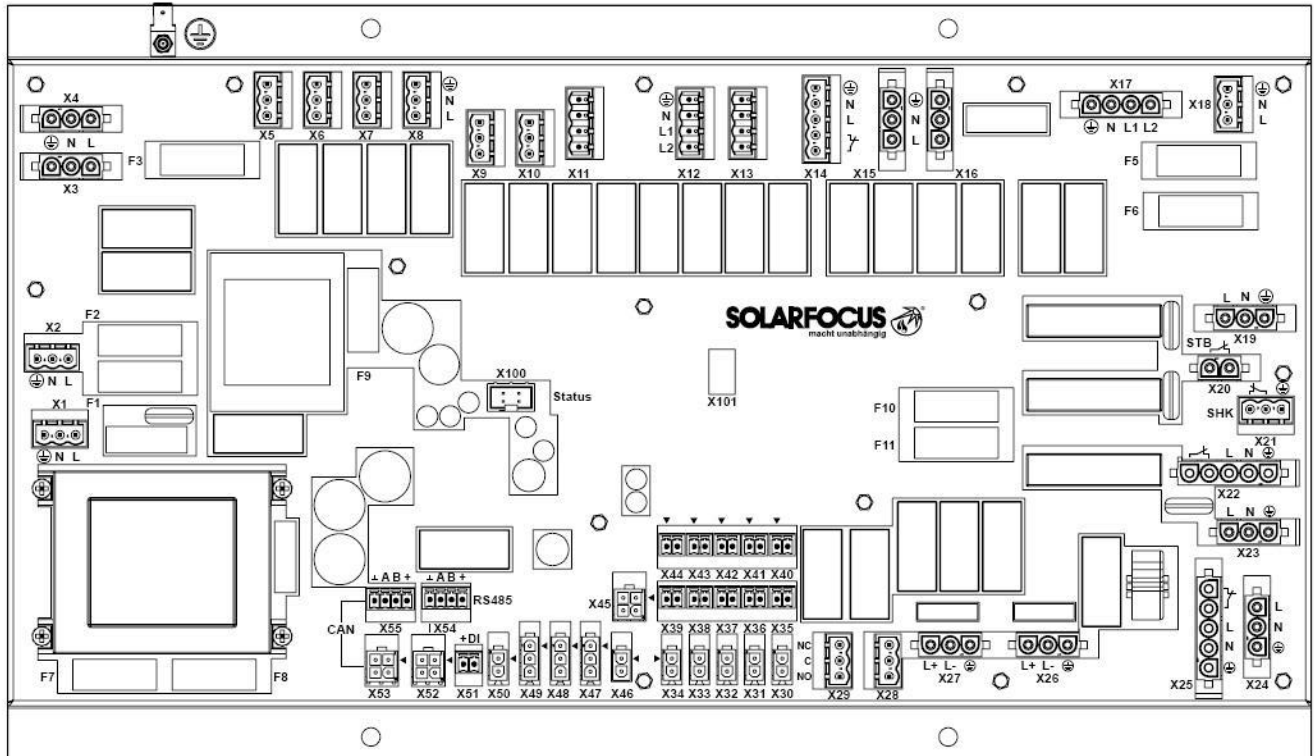 X4
⏚ N L
X3
F3
X5 X6 X7 X8
⏚
N
L
X9 X10 X11
⏚
N
L1
L2
X12 X13
⏚
N
L
X14 X15 X16
⏚
N
L
X17
⏚ N L1 L2
X18
⏚
N
L
F5
F6
X2
F2
⏚ N L
X1
F1
⏚ N L
F9
X100
Status
SOLARFOCUS
macht unabhängig
X101
F10
F11
L N ⏚
X19
STB
X20
⏚
SHK
X21
L N ⏚
X22
L N ⏚
X23
⊥ A B +
X55
⊥ A B +
X54
RS485
CAN
X45
X44 X43 X42 X41 X40
X39 X38 X37 X36 X35
+DI
F7
F8
X53 X52 X51 X50 X49 X48 X47 X46 X34 X33 X32 X31 X30
NC
C
NO
X29 X28
L+ L- ⏚
X27
L+ L- ⏚
X26
L
N
⏚
X25
L
N
⏚
X24